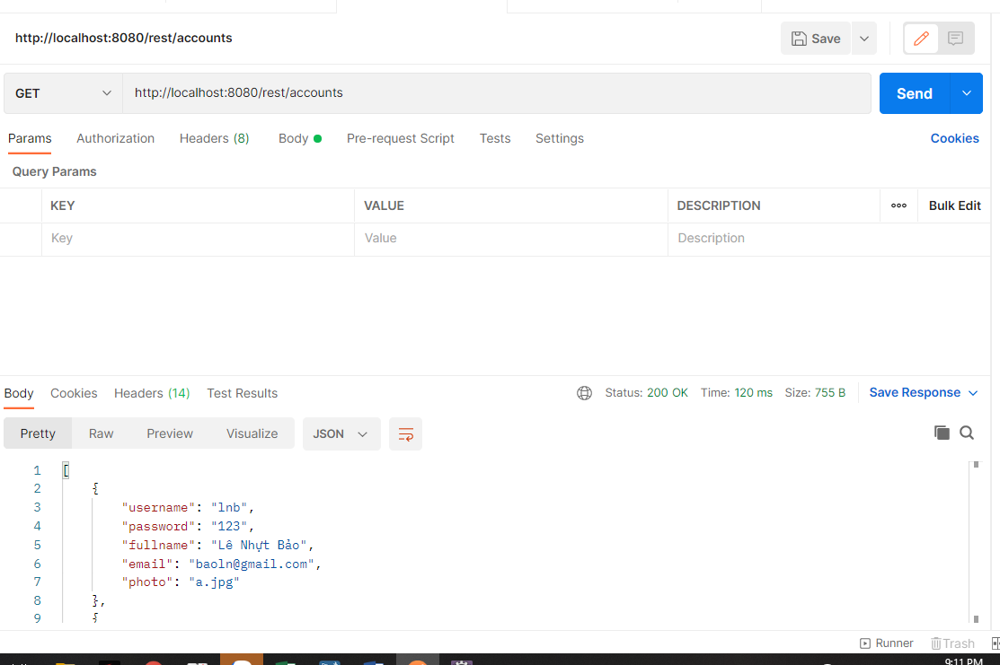 http://localhost:8080/rest/accounts
Save
GET http://localhost:8080/rest/accounts Send
Params Authorization Headers (8) Body Pre-request Script Tests Settings Cookies
Query Params
KEY VALUE DESCRIPTION ooo Bulk Edit
Key Value Description
Body Cookies Headers (14) Test Results Status: 200 OK Time: 120 ms Size: 755 B Save Response
Pretty Raw Preview Visualize JSON
1 [
2 {
3 "username": "lnb",
4 "password": "123",
5 "fullname": "Lê Nhựt Bảo",
6 "email": "baoln@gmail.com",
7 "photo": "a.jpg"
8 },
9 {
Runner Trash
9:11 PM